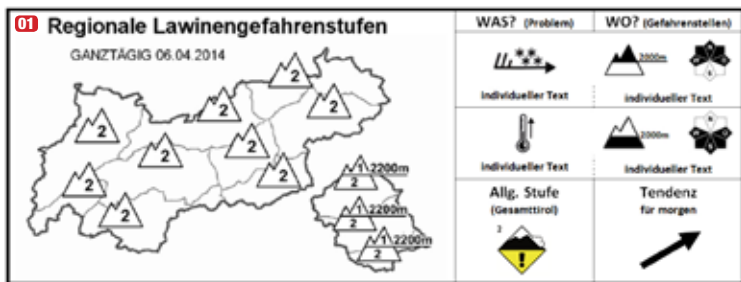 01 Regionale Lawinengefahrenstufen
GANZTÄGIG 06.04.2014
2
2
2
2
2
2
2
2
2
1 2200m
2
1
2
1 2200m
2
WAS? (Problem)
WO? (Gefahrenstellen)
2000m
individueller Text
individueller Text
2000m
individueller Text
individueller Text
Allg. Stufe
(Gesamttirol)
2
!
Tendenz
für morgen